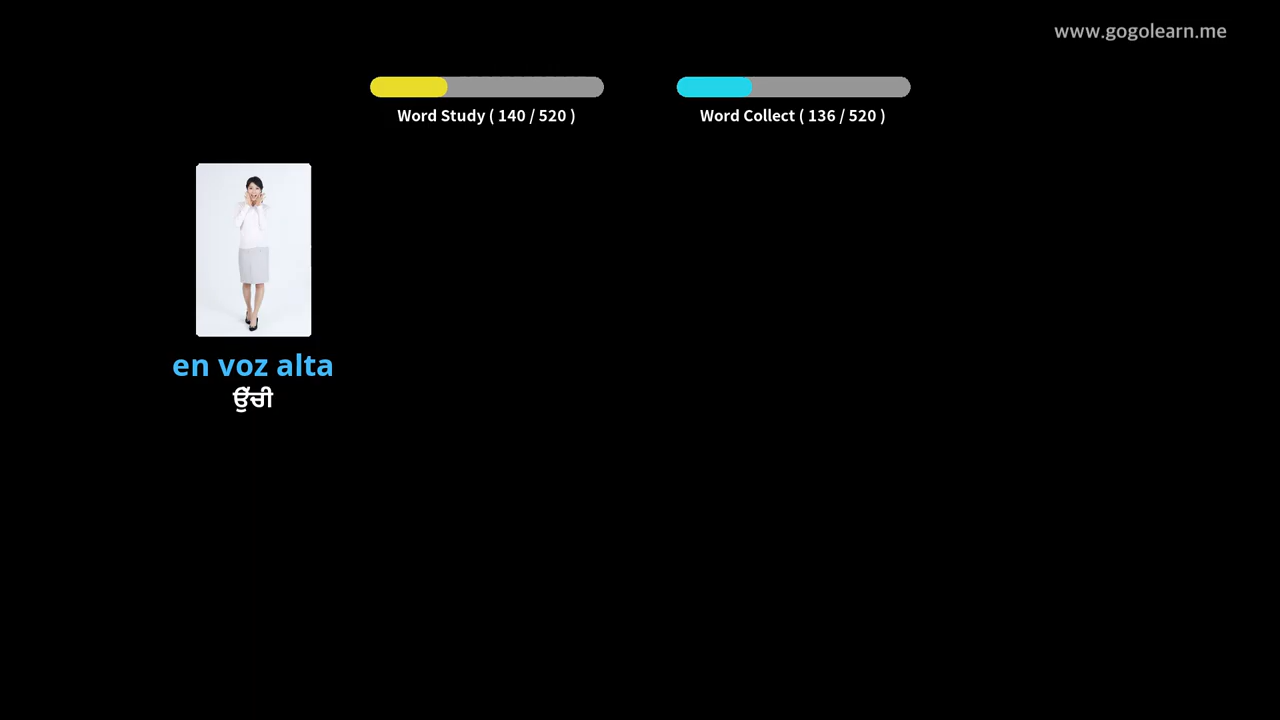 www.gogolearn.me
Word Study ( 140 / 520 )
Word Collect ( 136 / 520 )
en voz alta
ਉੱਚੀ